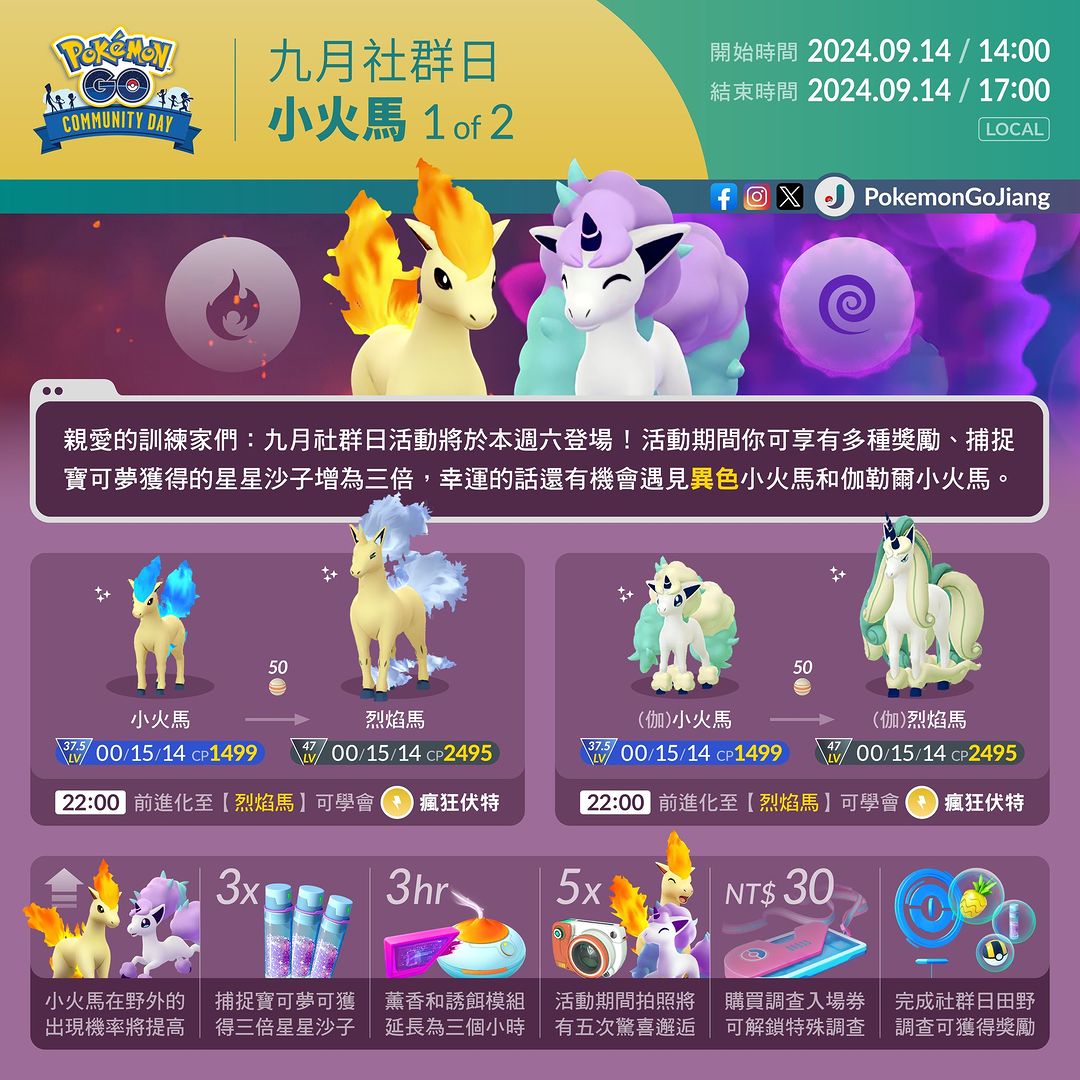 POKéMON
GO
COMMUNITY DAY
九月社群日
小火馬 1 of 2
開始時間 2024.09.14 / 14:00
結束時間 2024.09.14 / 17:00
LOCAL
PokemonGoJiang
親愛的訓練家們：九月社群日活動將於本週六登場！活動期間你可享有多種獎勵、捕捉
寶可夢獲得的星星沙子增為三倍，幸運的話還有機會遇見異色小火馬和伽勒爾小火馬。
50
小火馬
烈焰馬
37.5 LV 00/15/14 CP1499
47 LV 00/15/14 CP2495
22:00 前進化至【烈焰馬】可學會 瘋狂伏特
50
(伽)小火馬
(伽)烈焰馬
37.5 LV 00/15/14 CP1499
47 LV 00/15/14 CP2495
22:00 前進化至【烈焰馬】可學會 瘋狂伏特
小火馬在野外的
出現機率將提高
3x
捕捉寶可夢可獲
得三倍星星沙子
3hr
薰香和誘餌模組
延長為三個小時
5x
活動期間拍照將
有五次驚喜邂逅
NT$ 30
購買調查入場券
可解鎖特殊調查
完成社群日田野
調查可獲得獎勵